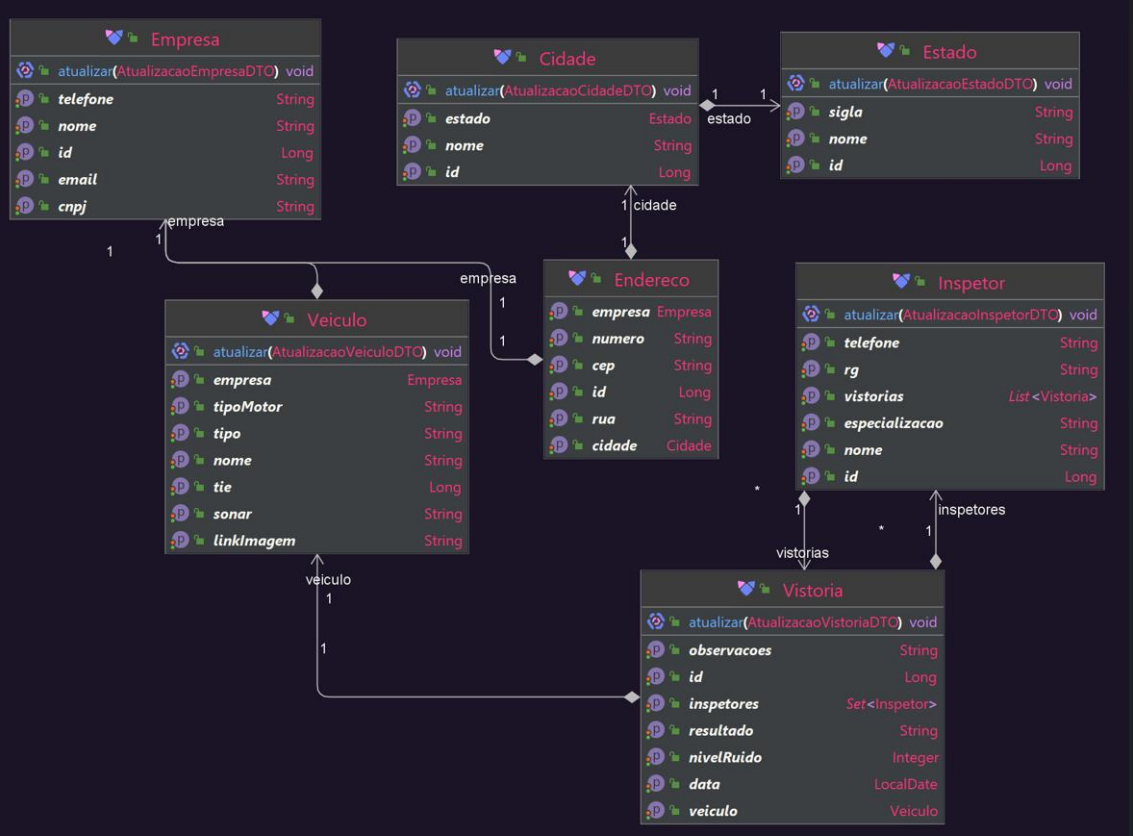 Empresa
atualizar(AtualizacaoEmpresaDTO) void
telefone String
nome String
id Long
email String
cnpj String
Cidade
atualizar(AtualizacaoCidadeDTO) void
estado Estado
nome String
id Long
1 1
estado
Estado
atualizar(AtualizacaoEstadoDTO) void
sigla String
nome String
id Long
empresa
1
1
1 cidade
1
empresa
1
1
Endereco
empresa Empresa
numero String
cep String
id Long
rua String
cidade Cidade
Veiculo
atualizar(AtualizacaoVeiculoDTO) void
empresa Empresa
tipoMotor String
tipo String
nome String
tie Long
sonar String
linkImagem String
Inspetor
atualizar(AtualizacaoInspetorDTO) void
telefone String
rg String
vistorias List<Vistoria>
especializacao String
nome String
id Long
*
1
vistorias
inspetores
*
1
veiculo
1
1
Vistoria
atualizar(AtualizacaoVistoriaDTO) void
observacoes String
id Long
inspetores Set<Inspetor>
resultado String
nivelRuido Integer
data LocalDate
veiculo Veiculo